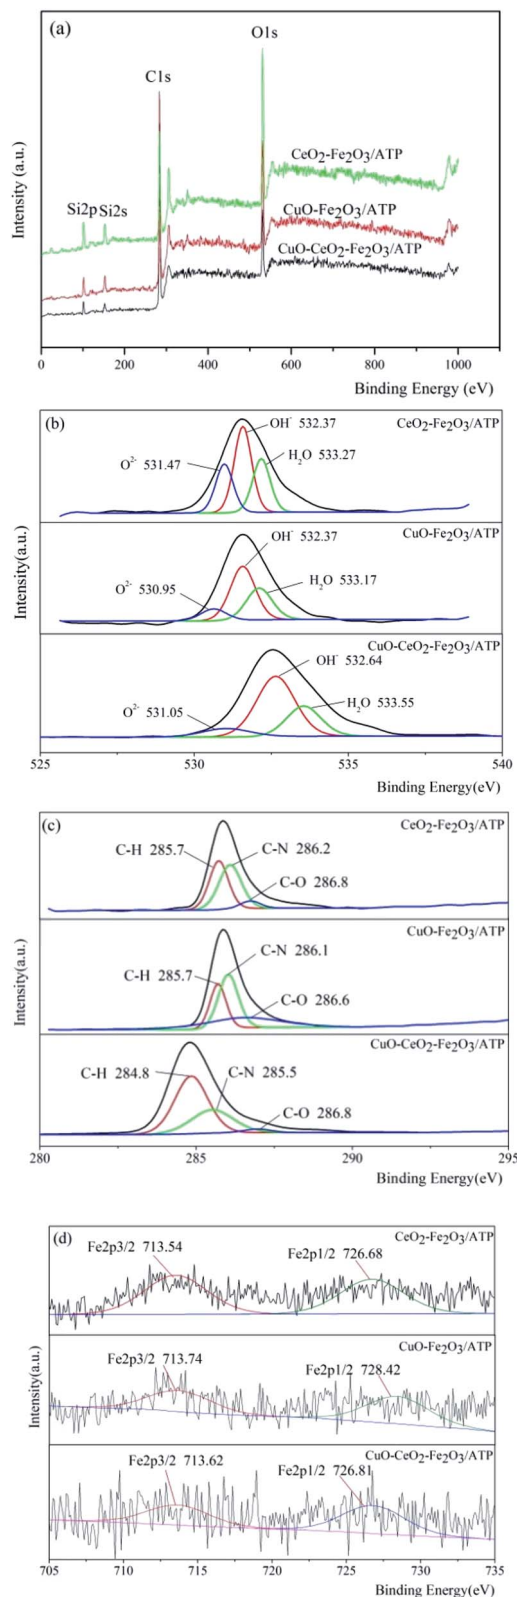 (a)
O1s
C1s
CeO₂-Fe₂O₃/ATP
Si2p Si2s
CuO-Fe₂O₃/ATP
CuO-CeO₂-Fe₂O₃/ATP
Intensity (a.u.)
0 200 400 600 800 1000
Binding Energy (eV)
(b)
OH⁻ 532.37
CeO₂-Fe₂O₃/ATP
O²⁻ 531.47
H₂O 533.27
CuO-Fe₂O₃/ATP
OH⁻ 532.37
O²⁻ 530.95
H₂O 533.17
CuO-CeO₂-Fe₂O₃/ATP
OH⁻ 532.64
O²⁻ 531.05
H₂O 533.55
Intensity(a.u.)
525 530 535 540
Binding Energy(eV)
(c)
CeO₂-Fe₂O₃/ATP
C-H 285.7
C-N 286.2
C-O 286.8
CuO-Fe₂O₃/ATP
C-N 286.1
C-H 285.7
C-O 286.6
CuO-CeO₂-Fe₂O₃/ATP
C-H 284.8
C-N 285.5
C-O 286.8
Intensity(a.u.)
280 285 290 295
Binding Energy(eV)
(d)
CeO₂-Fe₂O₃/ATP
Fe2p3/2 713.54
Fe2p1/2 726.68
CuO-Fe₂O₃/ATP
Fe2p3/2 713.74
Fe2p1/2 728.42
CuO-CeO₂-Fe₂O₃/ATP
Fe2p3/2 713.62
Fe2p1/2 726.81
Intensity(a.u.)
705 710 715 720 725 730 735
Binding Energy(eV)